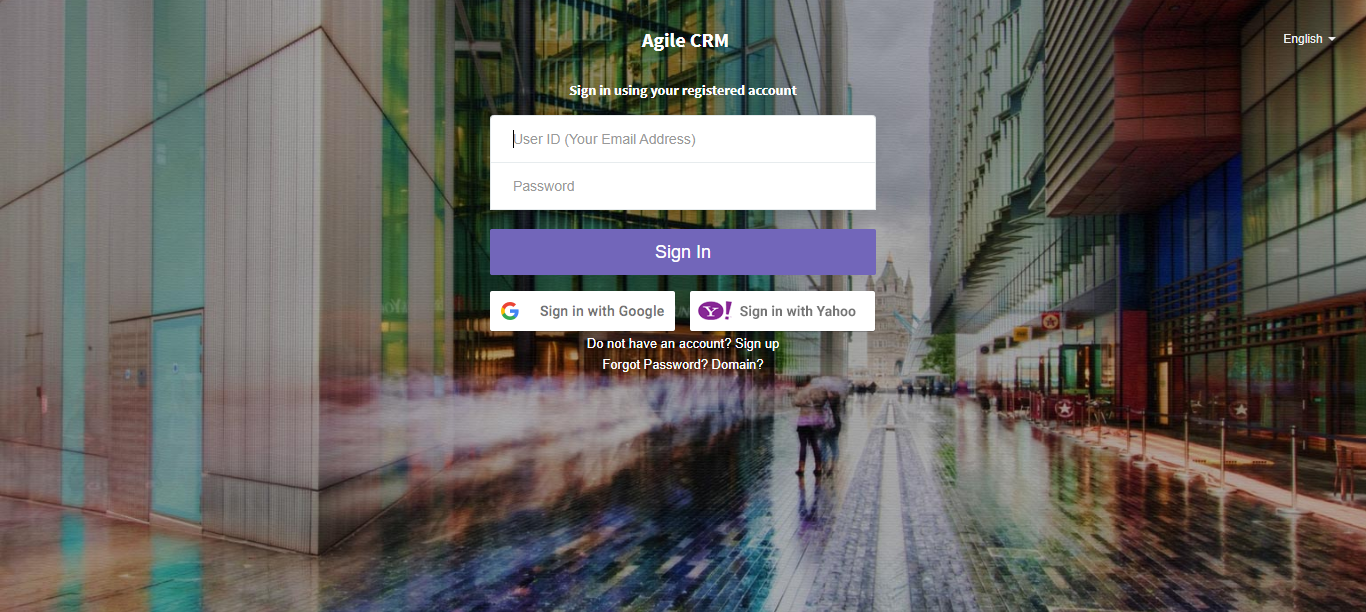 Agile CRM
English
Sign in using your registered account
User ID (Your Email Address)
Password
Sign In
Sign in with Google
Y! Sign in with Yahoo
Do not have an account? Sign up
Forgot Password? Domain?